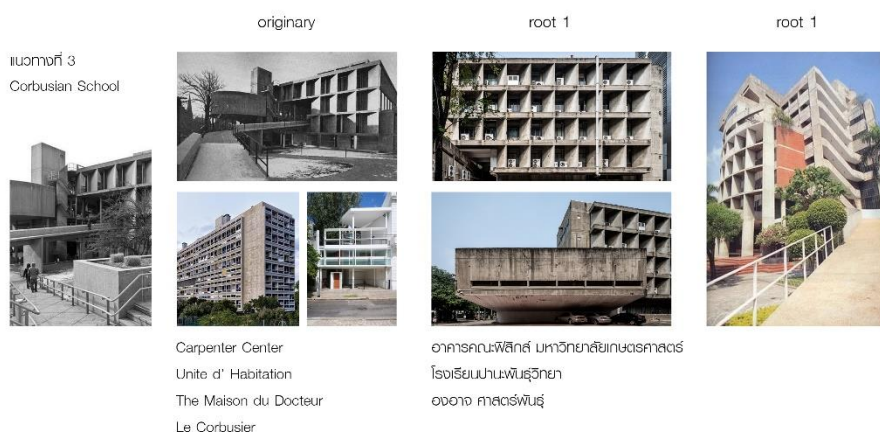 originary
root 1
root 1
แนวทางที่ 3
Corbusian School
Carpenter Center
Unite d' Habitation
The Maison du Docteur
Le Corbusier
อาคารคณะฟิสิกส์ มหาวิทยาลัยเกษตรศาสตร์
โรงเรียนปานะพันธุ์วิทยา
องอาจ ศาสตร์พันธุ์